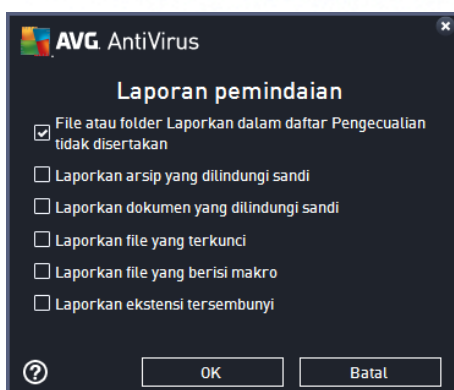 AVG. AntiVirus
Laporan pemindaian
File atau folder Laporkan dalam daftar Pengecualian
tidak disertakan
Laporkan arsip yang dilindungi sandi
Laporkan dokumen yang dilindungi sandi
Laporkan file yang terkunci
Laporkan file yang berisi makro
Laporkan ekstensi tersembunyi
OK
Batal